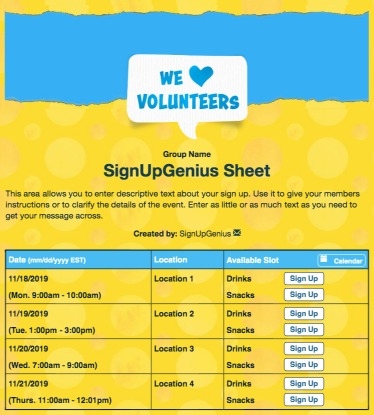 WE ♥
VOLUNTEERS
Group Name
SignUpGenius Sheet
This area allows you to enter descriptive text about your sign up. Use it to give your members
instructions or to clarify the details of the event. Enter as little or as much text as you need to
get your message across.
Created by: SignUpGenius
Date (mm/dd/yyyy EST) Location Available Slot Calendar
11/18/2019 Location 1 Drinks Sign Up
(Mon. 9:00am - 10:00am) Snacks Sign Up
11/19/2019 Location 2 Drinks Sign Up
(Tue. 1:00pm - 3:00pm) Snacks Sign Up
11/20/2019 Location 3 Drinks Sign Up
(Wed. 7:00am - 9:00am) Snacks Sign Up
11/21/2019 Location 4 Drinks Sign Up
(Thurs. 11:00am - 12:01pm) Snacks Sign Up